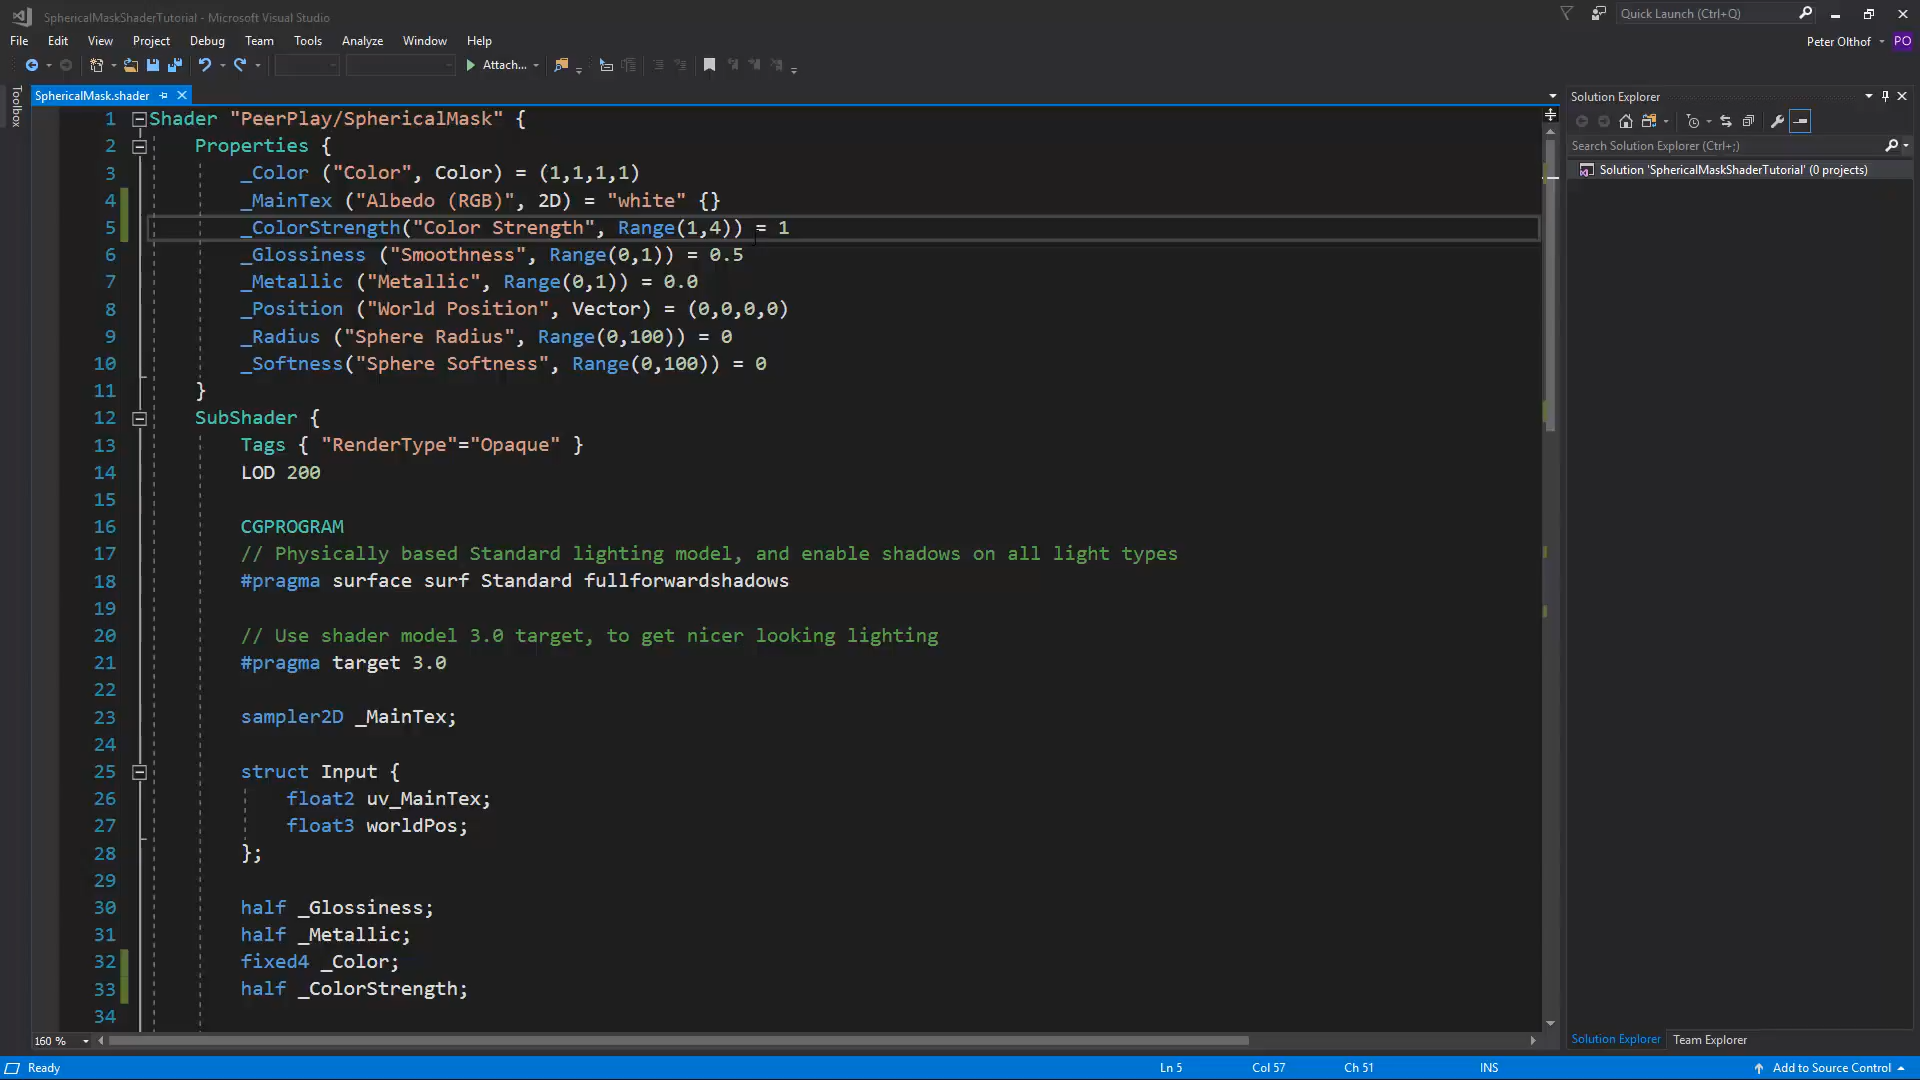 SphericalMaskShaderTutorial - Microsoft Visual Studio
Quick Launch (Ctrl+Q)
File Edit View Project Debug Team Tools Analyze Window Help
Peter Olthof PO
Attach...
Toolbox
SphericalMask.shader
1 Shader "PeerPlay/SphericalMask" {
2 Properties {
3 _Color ("Color", Color) = (1,1,1,1)
4 _MainTex ("Albedo (RGB)", 2D) = "white" {}
5 _ColorStrength("Color Strength", Range(1,4)) = 1
6 _Glossiness ("Smoothness", Range(0,1)) = 0.5
7 _Metallic ("Metallic", Range(0,1)) = 0.0
8 _Position ("World Position", Vector) = (0,0,0,0)
9 _Radius ("Sphere Radius", Range(0,100)) = 0
10 _Softness("Sphere Softness", Range(0,100)) = 0
11 }
12 SubShader {
13 Tags { "RenderType"="Opaque" }
14 LOD 200
15
16 CGPROGRAM
17 // Physically based Standard lighting model, and enable shadows on all light types
18 #pragma surface surf Standard fullforwardshadows
19
20 // Use shader model 3.0 target, to get nicer looking lighting
21 #pragma target 3.0
22
23 sampler2D _MainTex;
24
25 struct Input {
26 float2 uv_MainTex;
27 float3 worldPos;
28 };
29
30 half _Glossiness;
31 half _Metallic;
32 fixed4 _Color;
33 half _ColorStrength;
34
160 %
Solution Explorer
Search Solution Explorer (Ctrl+;)
Solution 'SphericalMaskShaderTutorial' (0 projects)
Solution Explorer Team Explorer
Ready Ln 5 Col 57 Ch 51 INS Add to Source Control